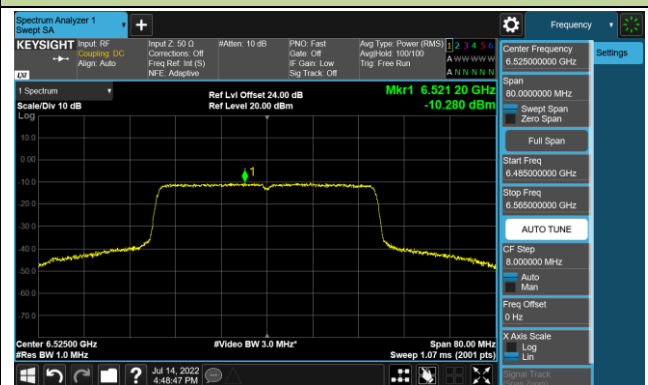 Spectrum Analyzer 1
Swept SA
+
Frequency
KEYSIGHT
Input: RF
Coupling: DC
Align: Auto
Input Z: 50 Ω
Corrections: Off
Freq Ref: Int (S)
NFE: Adaptive
#Atten: 10 dB
PNO: Fast
Gate: Off
IF Gain: Low
Sig Track: Off
Avg Type: Power (RMS)
Avg|Hold: 100/100
Trig: Free Run
1 2 3 4 5 6
A W W W W W
A N N N N N
LXI
1 Spectrum
Scale/Div 10 dB
Log
Ref Lvl Offset 24.00 dB
Ref Level 20.00 dBm
Mkr1 6.521 20 GHz
-10.280 dBm
10.0
0.00
-10.0
-20.0
-30.0
-40.0
-50.0
-60.0
-70.0
1
Center 6.52500 GHz
#Res BW 1.0 MHz
#Video BW 3.0 MHz*
Span 80.00 MHz
Sweep 1.07 ms (2001 pts)
Center Frequency
6.525000000 GHz
Settings
Span
80.0000000 MHz
Swept Span
Zero Span
Full Span
Start Freq
6.485000000 GHz
Stop Freq
6.565000000 GHz
AUTO TUNE
CF Step
8.000000 MHz
Auto
Man
Freq Offset
0 Hz
X Axis Scale
Log
Lin
Signal Track
(Span Zoom)
Jul 14, 2022
4:48:47 PM